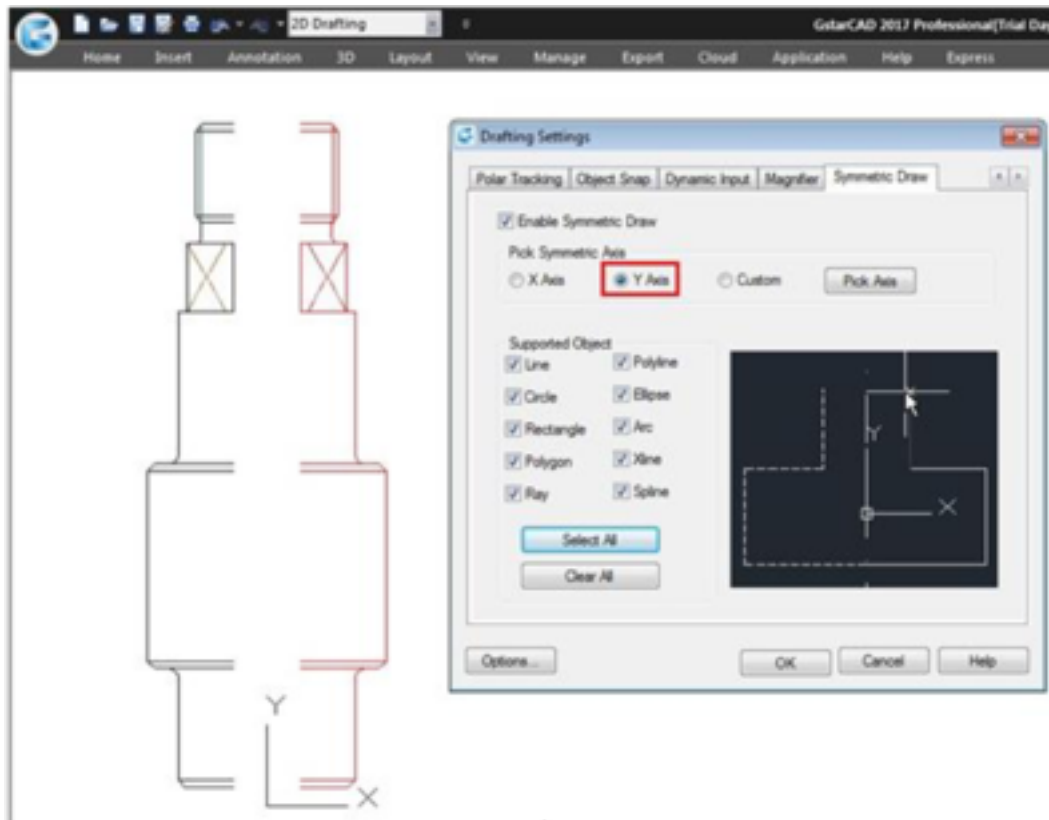 2D Drafting
GstarCAD 2017 Professional(Trial Day
Home Insert Annotation 3D Layout View Manage Export Cloud Application Help Express
Drafting Settings
Polar Tracking Object Snap Dynamic Input Magnifier Symmetric Draw
Enable Symmetric Draw
Pick Symmetric Axis
X Axis Y Axis Custom Pick Axis
Supported Object
Line Polyline
Circle Ellipse
Rectangle Arc
Polygon Xline
Ray Spline
Select All
Clear All
Y
X
Options... OK Cancel Help
Y
X